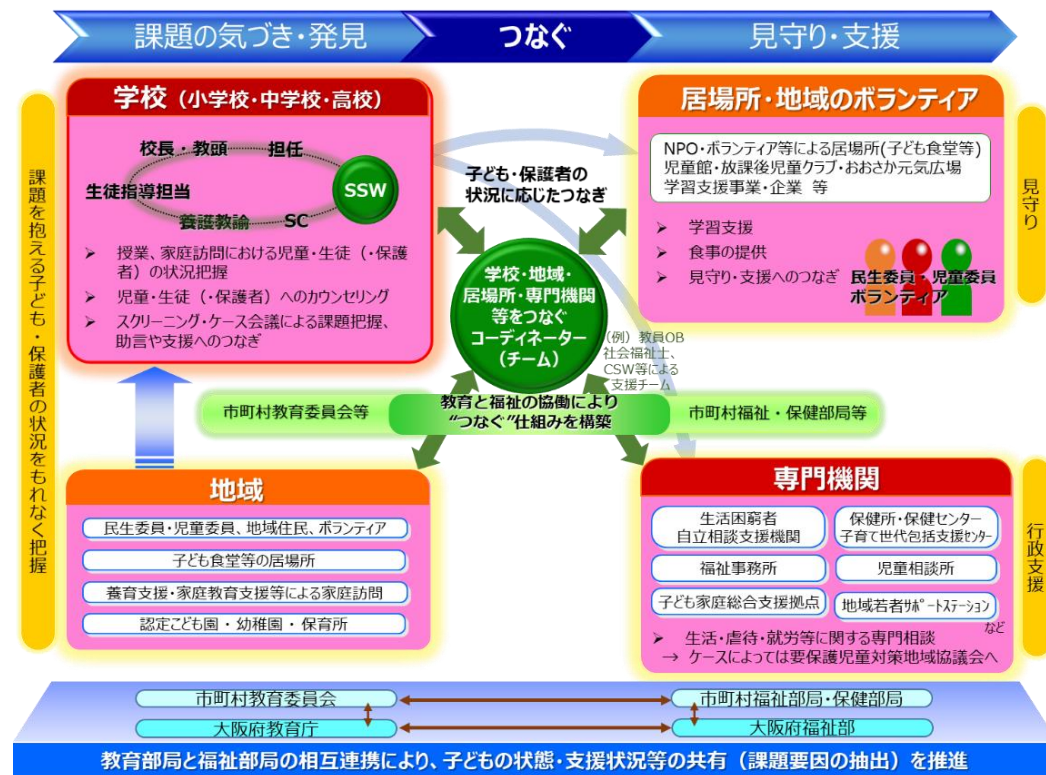 課題の気づき・発見
つなぐ
見守り・支援
課題を抱える子ども・保護者の状況をもれなく把握
学校（小学校・中学校・高校）
校長・教頭
担任
生徒指導担当
SSW
養護教諭
SC
➢ 授業、家庭訪問における児童・生徒（・保護
者）の状況把握
➢ 児童・生徒（・保護者）へのカウンセリング
➢ スクリーニング・ケース会議による課題把握、
助言や支援へのつなぎ
子ども・保護者の
状況に応じたつなぎ
学校・地域・
居場所・専門機関
等をつなぐ
コーディネーター
（チーム）
（例）教員OB
社会福祉士、
CSW等による
支援チーム
居場所・地域のボランティア
NPO・ボランティア等による居場所(子ども食堂等)
児童館・放課後児童クラブ・おおさか元気広場
学習支援事業・企業 等
➢ 学習支援
➢ 食事の提供
➢ 見守り・支援へのつなぎ
民生委員・児童委員
ボランティア
見守り
市町村教育委員会等
教育と福祉の協働により
“つなぐ”仕組みを構築
市町村福祉・保健部局等
地域
民生委員・児童委員、地域住民、ボランティア
子ども食堂等の居場所
養育支援・家庭教育支援等による家庭訪問
認定こども園・幼稚園・保育所
専門機関
生活困窮者
自立相談支援機関
保健所・保健センター
子育て世代包括支援センター
福祉事務所
児童相談所
子ども家庭総合支援拠点
地域若者サポートステーション
など
➢ 生活・虐待・就労等に関する専門相談
→ ケースによっては要保護児童対策地域協議会へ
行政支援
市町村教育委員会
市町村福祉部局・保健部局
大阪府教育庁
大阪府福祉部
教育部局と福祉部局の相互連携により、子どもの状態・支援状況等の共有（課題要因の抽出）を推進